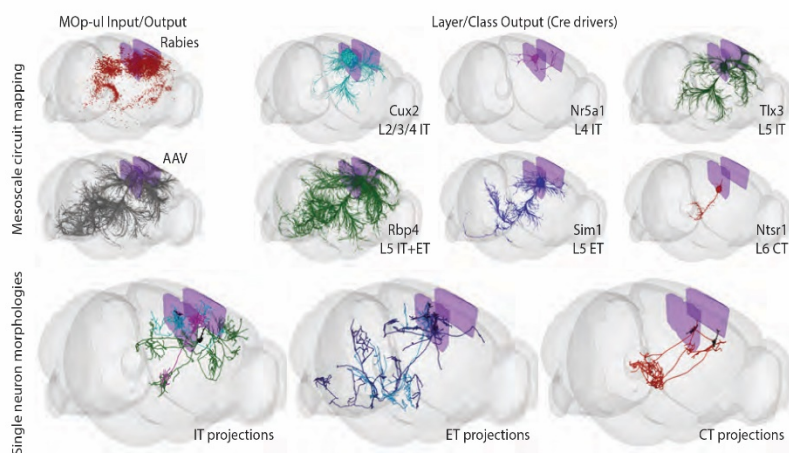 MOp-ul Input/Output
Layer/Class Output (Cre drivers)
Mesoscale circuit mapping
Rabies
Cux2
L2/3/4 IT
Nr5a1
L4 IT
Tlx3
L5 IT
AAV
Rbp4
L5 IT+ET
Sim1
L5 ET
Ntsr1
L6 CT
Single neuron morphologies
IT projections
ET projections
CT projections